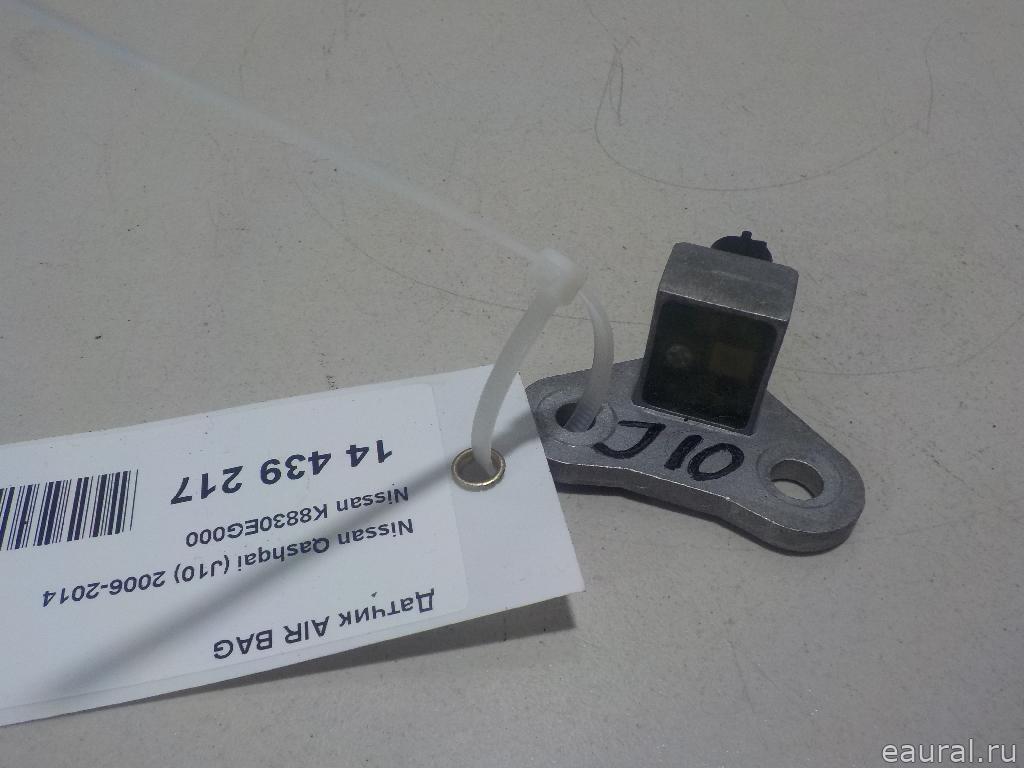 Датчик AIR BAG
Nissan Qashqai (J10) 2006-2014
Nissan K8830EG000
14 439 217
J10
eaural.ru